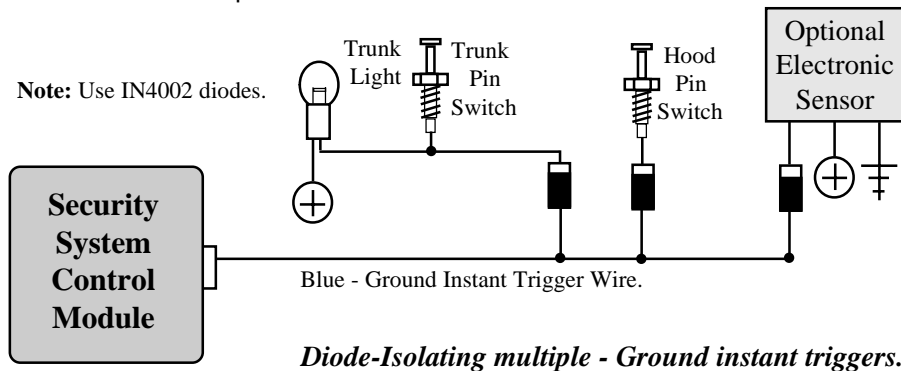 Note: Use IN4002 diodes.
Trunk
Light
Trunk
Pin
Switch
Hood
Pin
Switch
Optional
Electronic
Sensor
Security
System
Control
Module
Blue - Ground Instant Trigger Wire.
Diode-Isolating multiple - Ground instant triggers.